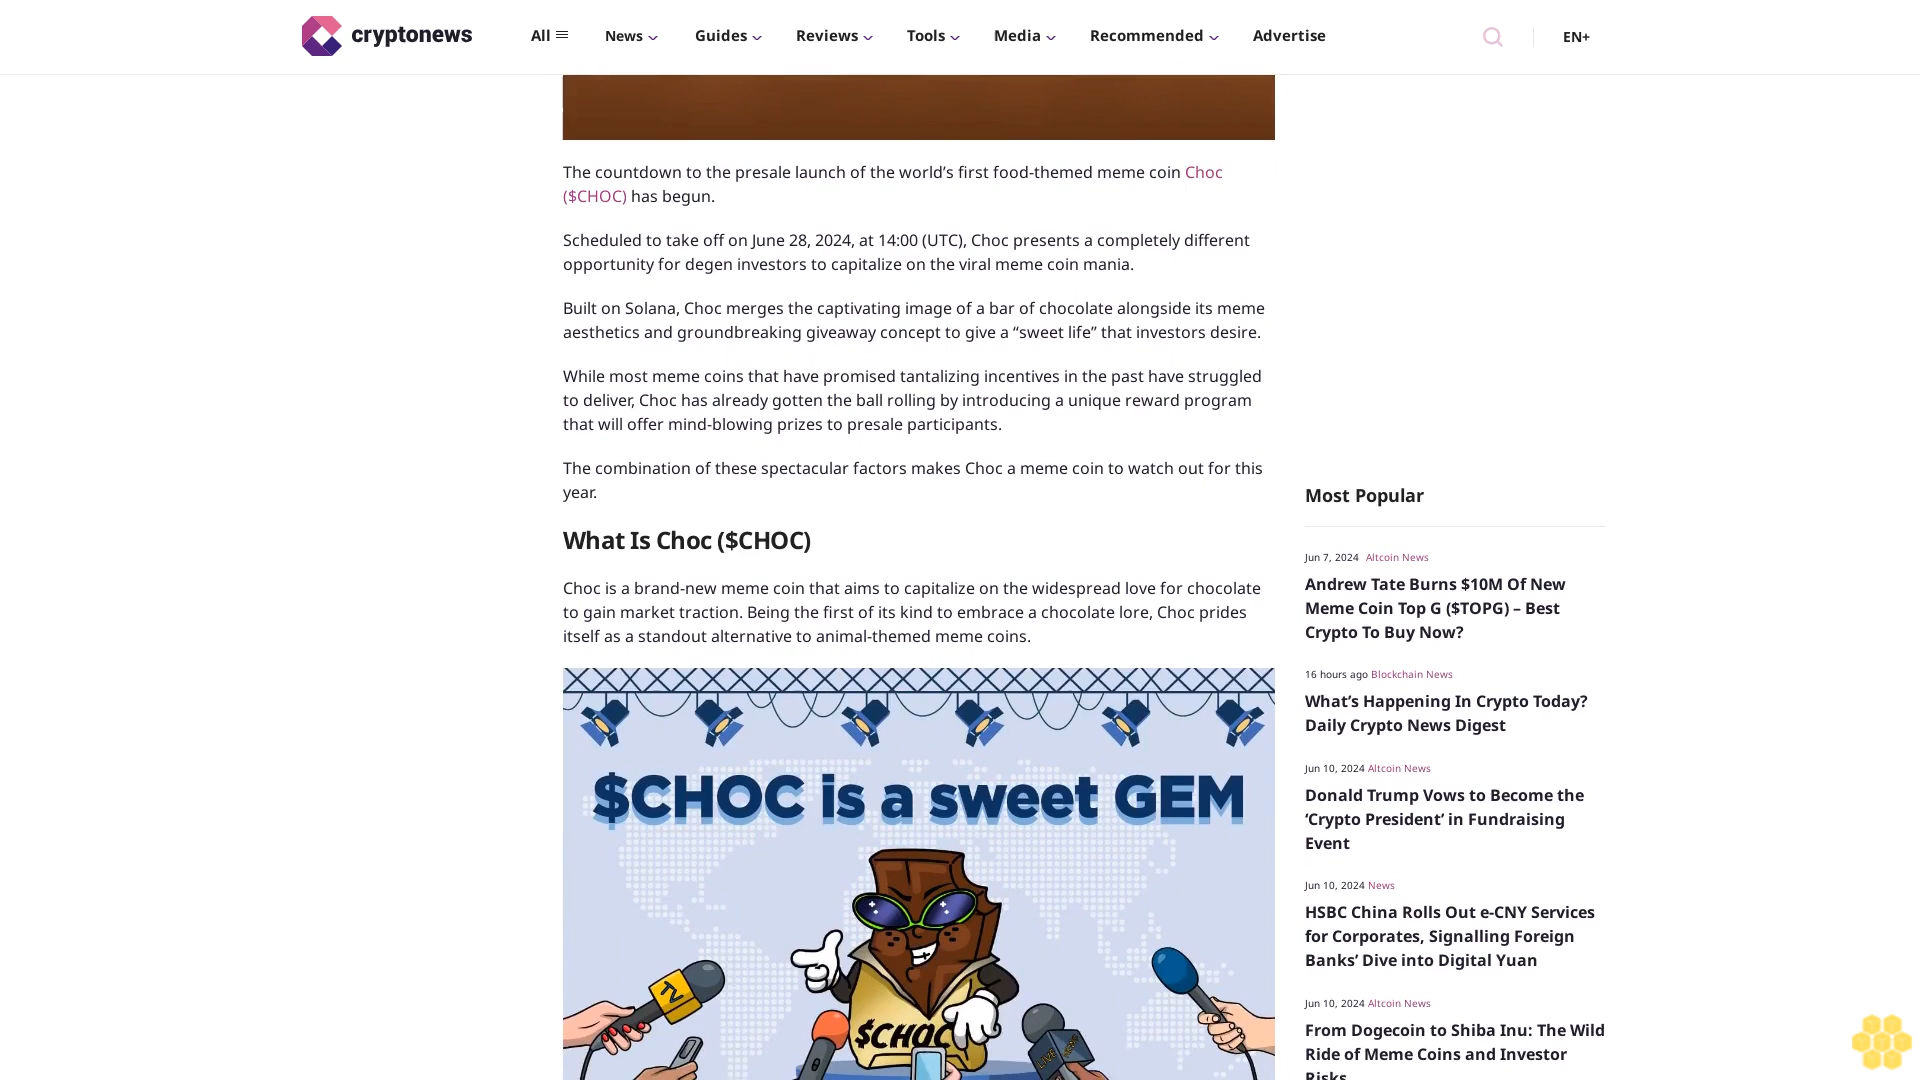 cryptonews
All
News
Guides
Reviews
Tools
Media
Recommended
Advertise
EN+
The countdown to the presale launch of the world’s first food-themed meme coin Choc
($CHOC) has begun.
Scheduled to take off on June 28, 2024, at 14:00 (UTC), Choc presents a completely different
opportunity for degen investors to capitalize on the viral meme coin mania.
Built on Solana, Choc merges the captivating image of a bar of chocolate alongside its meme
aesthetics and groundbreaking giveaway concept to give a “sweet life” that investors desire.
While most meme coins that have promised tantalizing incentives in the past have struggled
to deliver, Choc has already gotten the ball rolling by introducing a unique reward program
that will offer mind-blowing prizes to presale participants.
The combination of these spectacular factors makes Choc a meme coin to watch out for this
year.
What Is Choc ($CHOC)
Choc is a brand-new meme coin that aims to capitalize on the widespread love for chocolate
to gain market traction. Being the first of its kind to embrace a chocolate lore, Choc prides
itself as a standout alternative to animal-themed meme coins.
$CHOC is a sweet GEM
TV
$CHOC
LIVE
NEWS
Most Popular
Jun 7, 2024 Altcoin News
Andrew Tate Burns $10M Of New
Meme Coin Top G ($TOPG) – Best
Crypto To Buy Now?
16 hours ago Blockchain News
What’s Happening In Crypto Today?
Daily Crypto News Digest
Jun 10, 2024 Altcoin News
Donald Trump Vows to Become the
‘Crypto President’ in Fundraising
Event
Jun 10, 2024 News
HSBC China Rolls Out e-CNY Services
for Corporates, Signalling Foreign
Banks’ Dive into Digital Yuan
Jun 10, 2024 Altcoin News
From Dogecoin to Shiba Inu: The Wild
Ride of Meme Coins and Investor
Risks